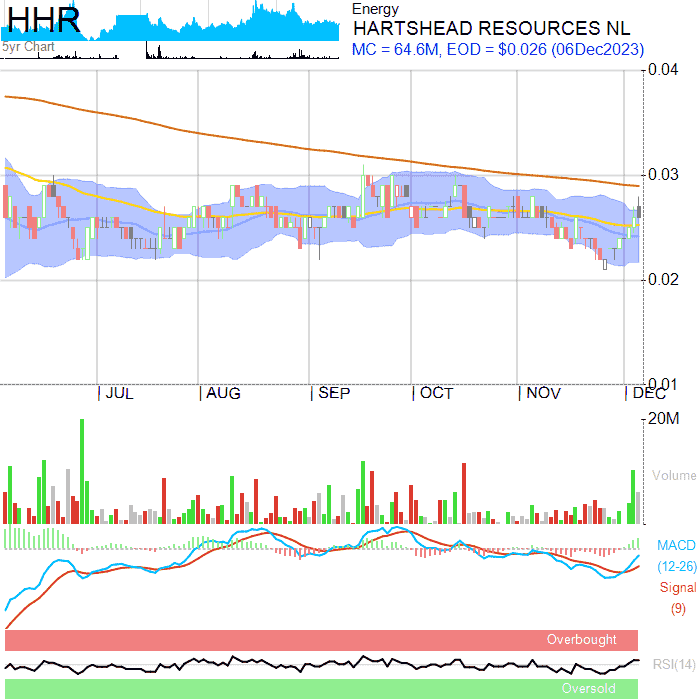 HHR
5yr Chart
Energy
HARTSHEAD RESOURCES NL
MC = 64.6M, EOD = $0.026 (06Dec2023)
0.04
0.03
0.02
0.01
JUL AUG SEP OCT NOV DEC
20M
Volume
MACD
(12-26)
Signal
(9)
Overbought
RSI(14)
Oversold